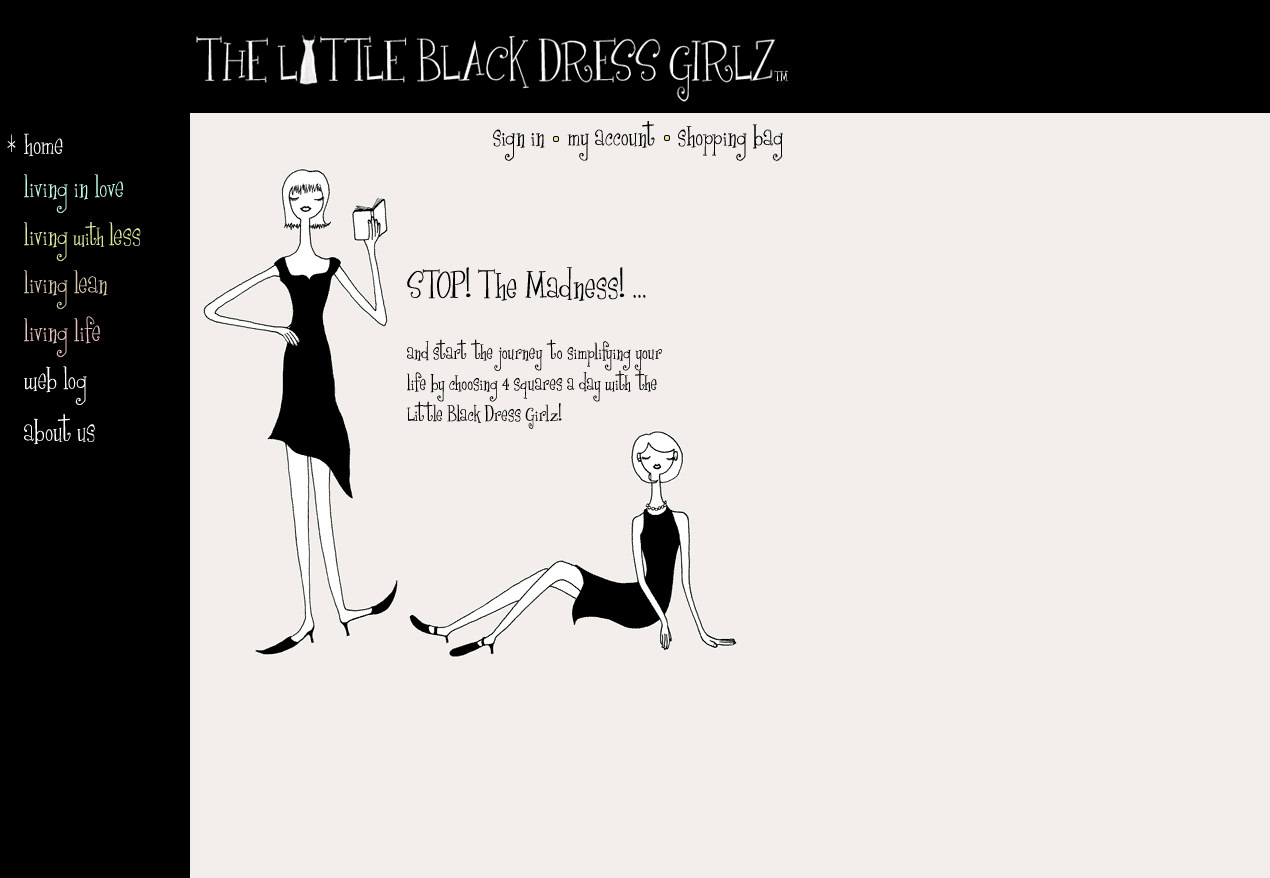 THE LITTLE BLACK DRESS GIRLZ™
sign in • my account • shopping bag
* home
living in love
living with less
living lean
living life
web log
about us
STOP! The Madness! ...
and start the journey to simplifying your
life by choosing 4 squares a day with the
Little Black Dress Girlz!